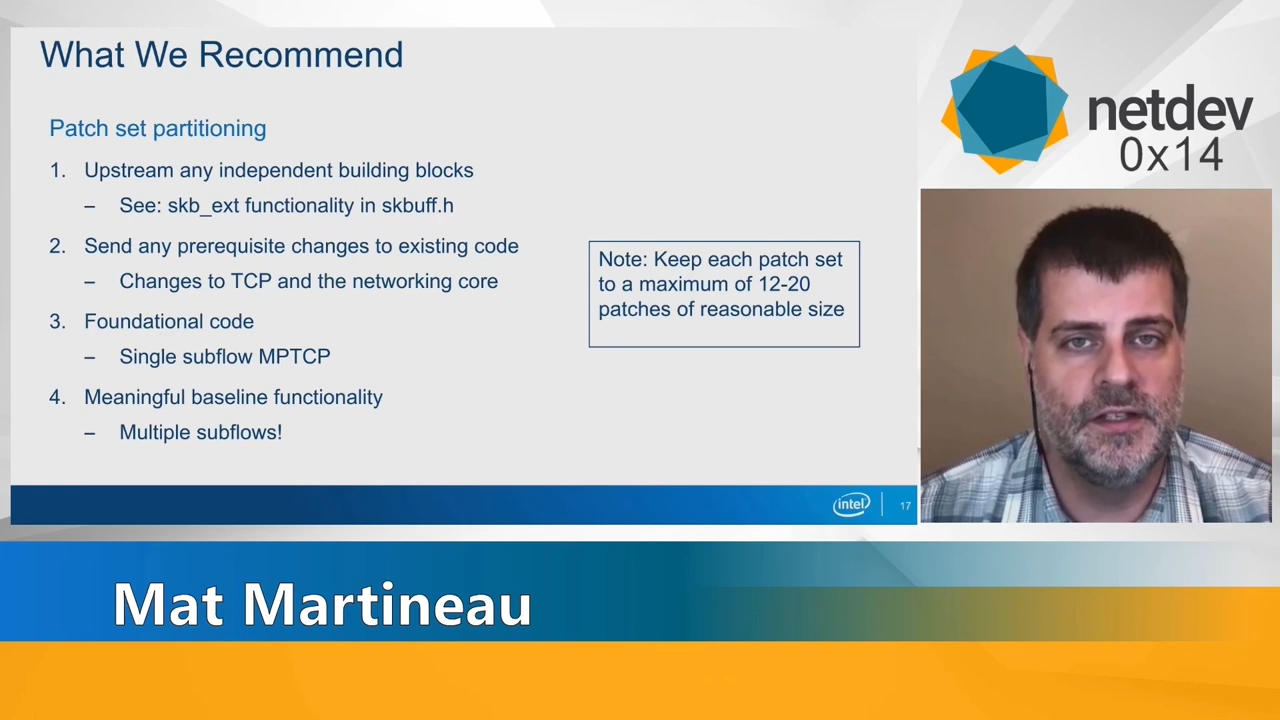 What We Recommend
Patch set partitioning
1. Upstream any independent building blocks
– See: skb_ext functionality in skbuff.h
2. Send any prerequisite changes to existing code
– Changes to TCP and the networking core
3. Foundational code
– Single subflow MPTCP
4. Meaningful baseline functionality
– Multiple subflows!
Note: Keep each patch set
to a maximum of 12-20
patches of reasonable size
intel
17
netdev
0x14
Mat Martineau